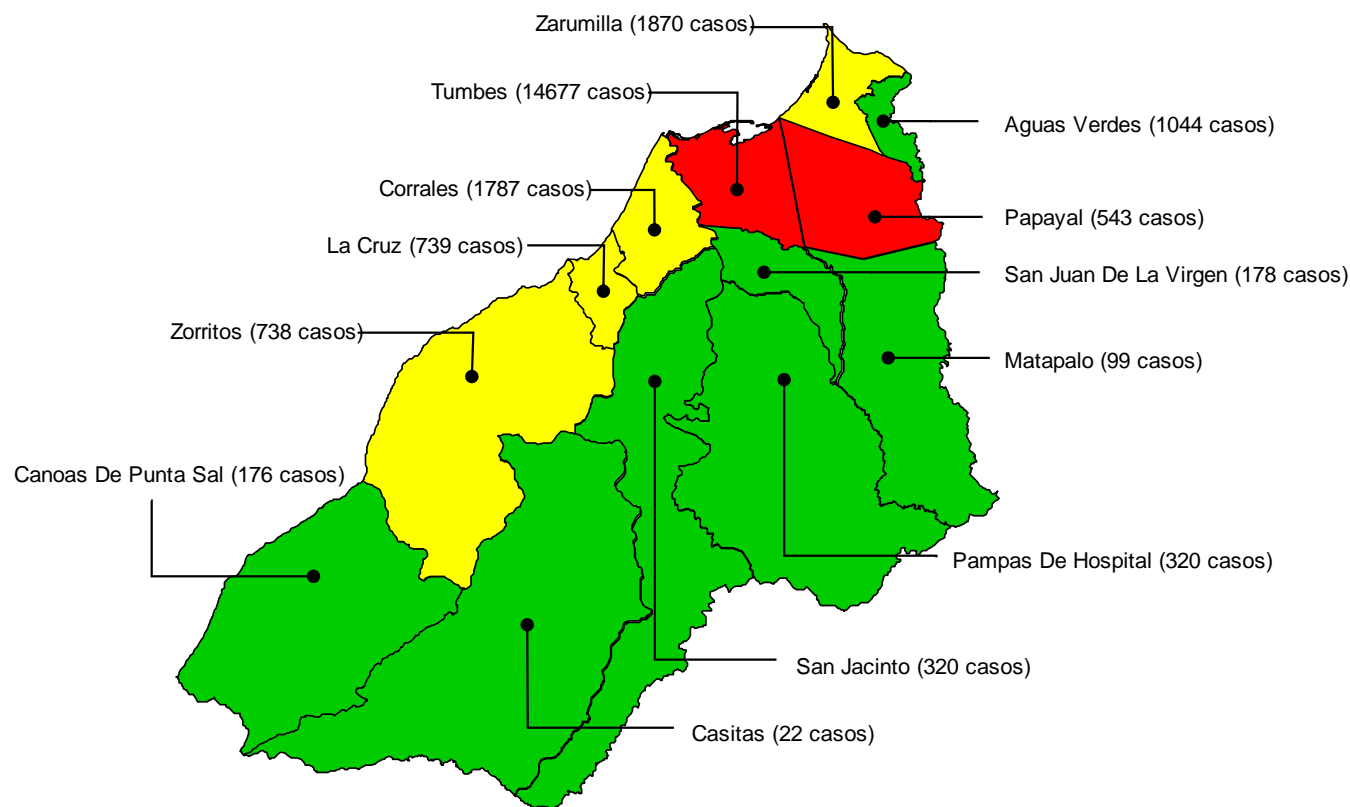 Zarumilla (1870 casos)
Tumbes (14677 casos)
Aguas Verdes (1044 casos)
Corrales (1787 casos)
Papayal (543 casos)
La Cruz (739 casos)
San Juan De La Virgen (178 casos)
Zorritos (738 casos)
Matapalo (99 casos)
Canoas De Punta Sal (176 casos)
Pampas De Hospital (320 casos)
San Jacinto (320 casos)
Casitas (22 casos)